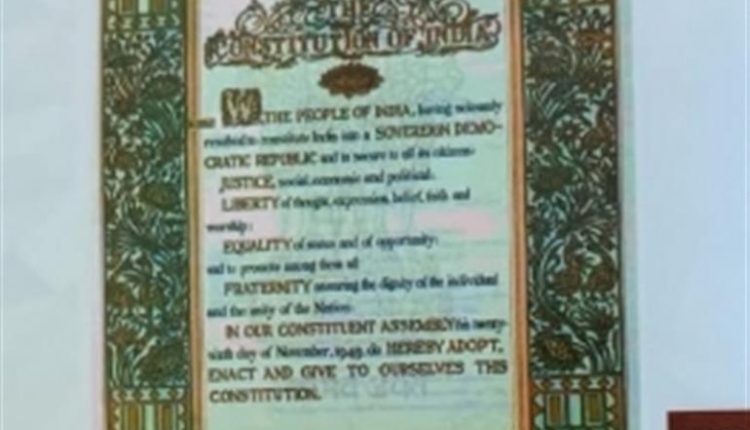 THE
CONSTITUTION OF INDIA
WE, THE PEOPLE OF INDIA, having solemnly
resolved to constitute India into a SOVEREIGN DEMO-
CRATIC REPUBLIC and to secure to all its citizens:
JUSTICE, social, economic and political;
LIBERTY of thought, expression, belief, faith and
worship;
EQUALITY of status and of opportunity;
and to promote among them all
FRATERNITY assuring the dignity of the individual
and the unity of the Nation;
IN OUR CONSTITUENT ASSEMBLY this twenty-
sixth day of November, 1949, do HEREBY ADOPT,
ENACT AND GIVE TO OURSELVES THIS
CONSTITUTION.